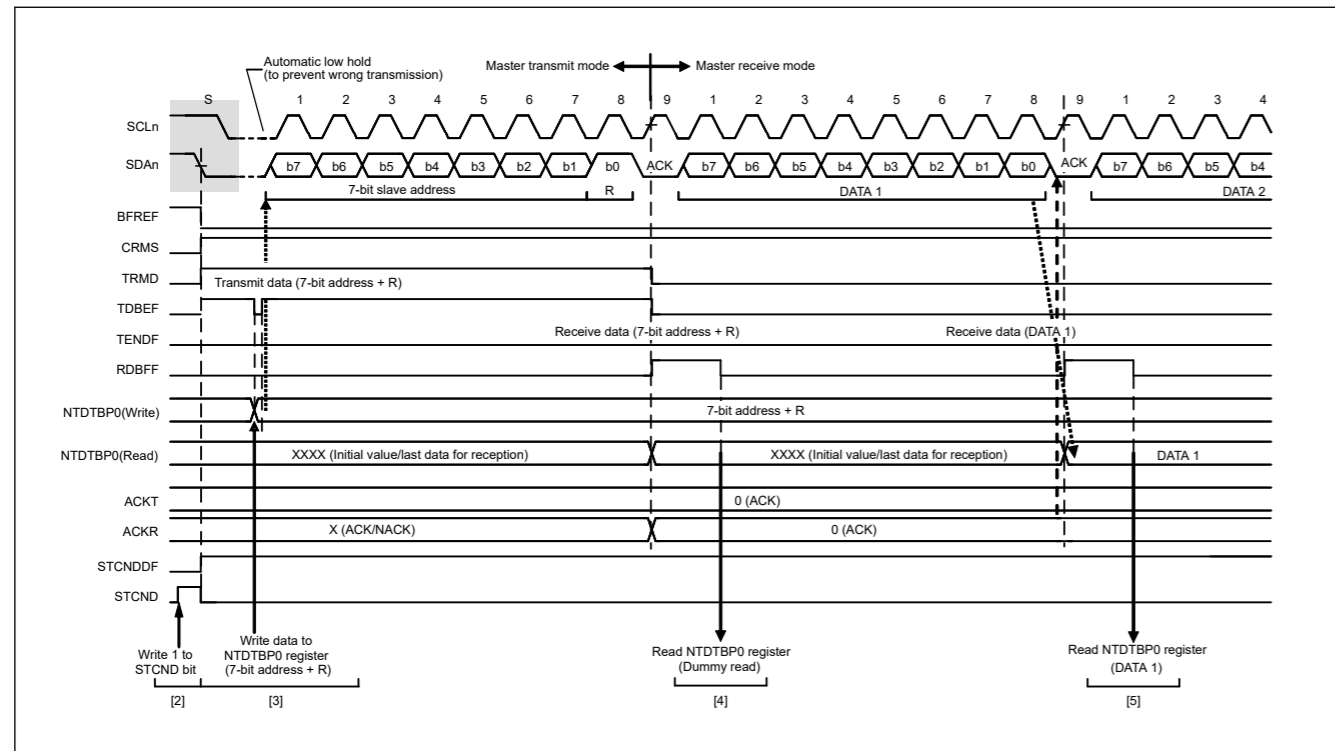 Automatic low hold
(to prevent wrong transmission)
Master transmit mode
Master receive mode
S 1 2 3 4 5 6 7 8 9 1 2 3 4 5 6 7 8 9 1 2 3 4
SCLn
SDAn b7 b6 b5 b4 b3 b2 b1 b0 ACK b7 b6 b5 b4 b3 b2 b1 b0 ACK b7 b6 b5 b4
7-bit slave address R DATA 1 DATA 2
BFREF
CRMS
TRMD
Transmit data (7-bit address + R)
TDBEF
Receive data (7-bit address + R) Receive data (DATA 1)
TENDF
RDBFF
NTDTBP0(Write) 7-bit address + R
NTDTBP0(Read) XXXX (Initial value/last data for reception) XXXX (Initial value/last data for reception) DATA 1
ACKT 0 (ACK)
ACKR X (ACK/NACK) 0 (ACK)
STCNDDF
STCND
Write 1 to
STCND bit
Write data to
NTDTBP0 register
(7-bit address + R)
Read NTDTBP0 register
(Dummy read)
Read NTDTBP0 register
(DATA 1)
[2] [3] [4] [5]